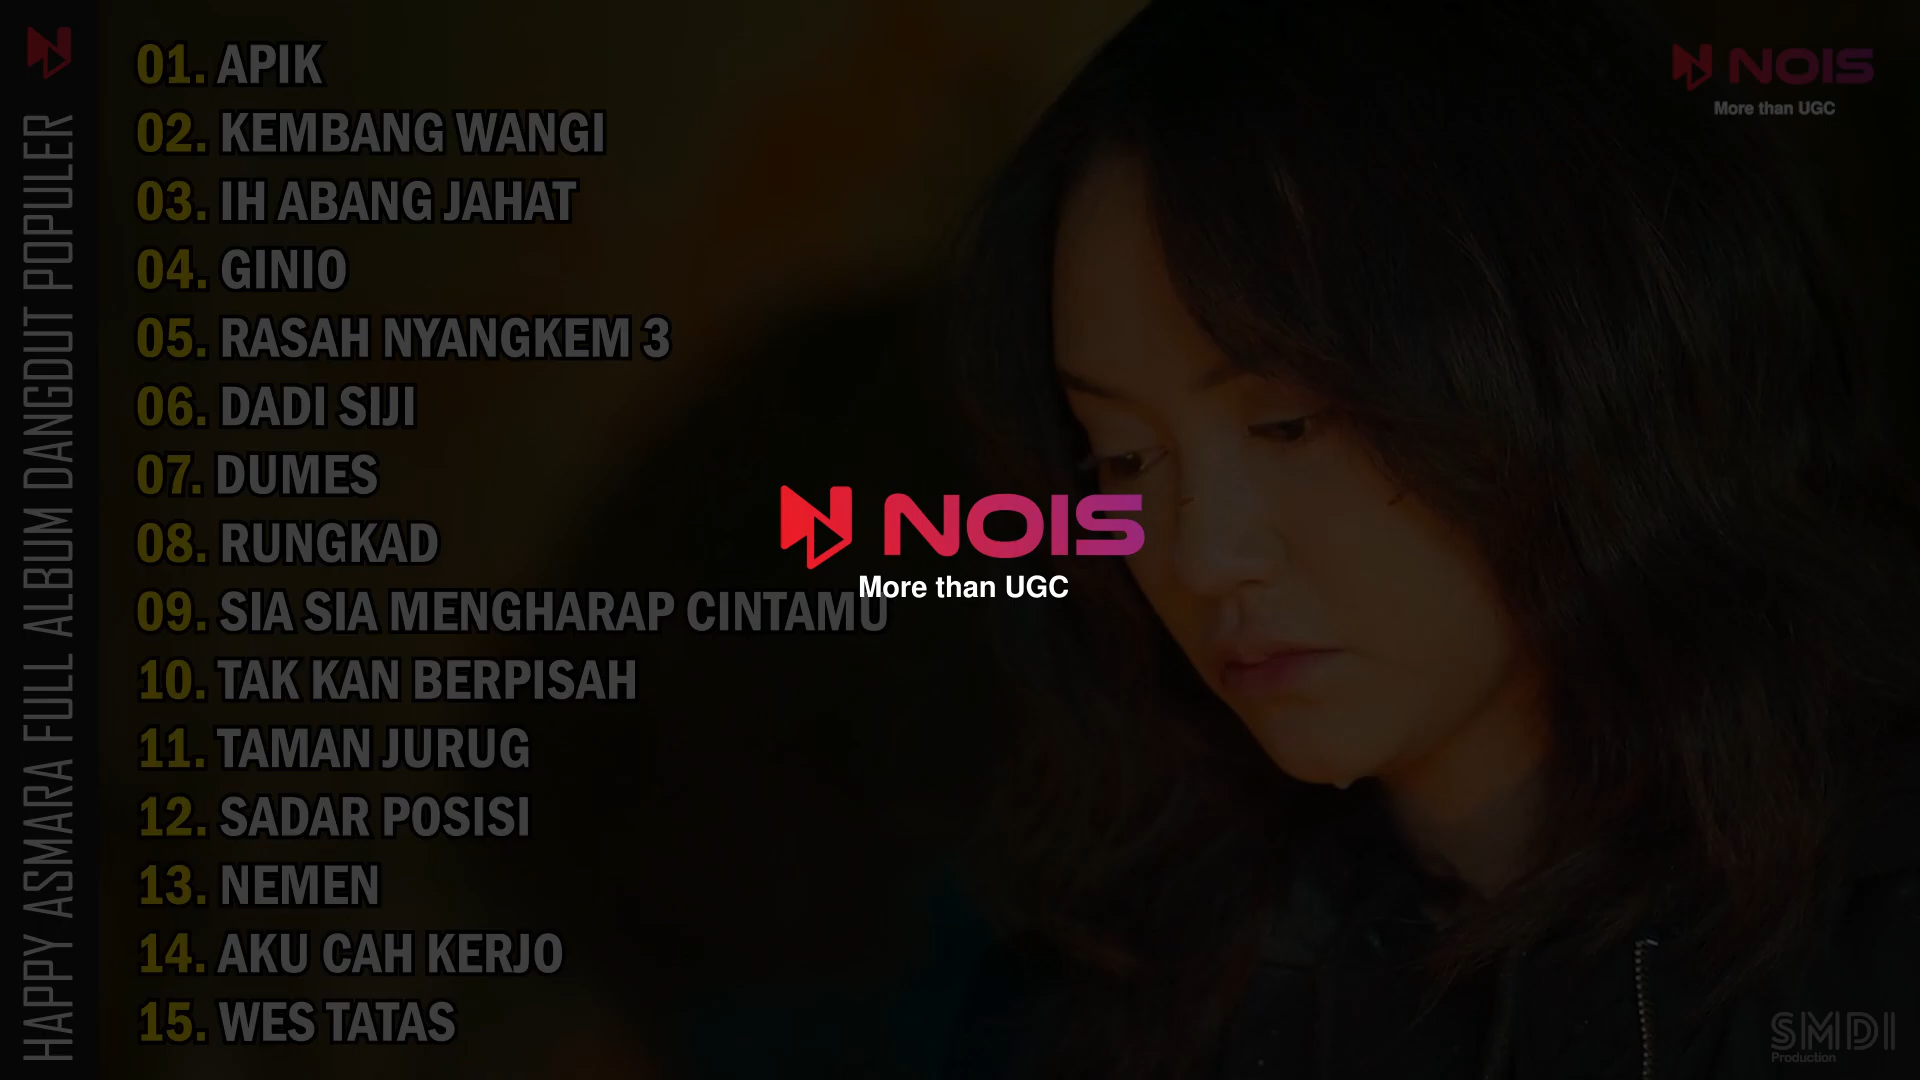 HAPPY ASMARA FULL ALBUM DANGDUT POPULER
01. APIK
02. KEMBANG WANGI
03. IH ABANG JAHAT
04. GINIO
05. RASAH NYANGKEM 3
06. DADI SIJI
07. DUMES
08. RUNGKAD
09. SIA SIA MENGHARAP CINTAMU
10. TAK KAN BERPISAH
11. TAMAN JURUG
12. SADAR POSISI
13. NEMEN
14. AKU CAH KERJO
15. WES TATAS
NOIS
More than UGC
NOIS
More than UGC
SMDI
Production